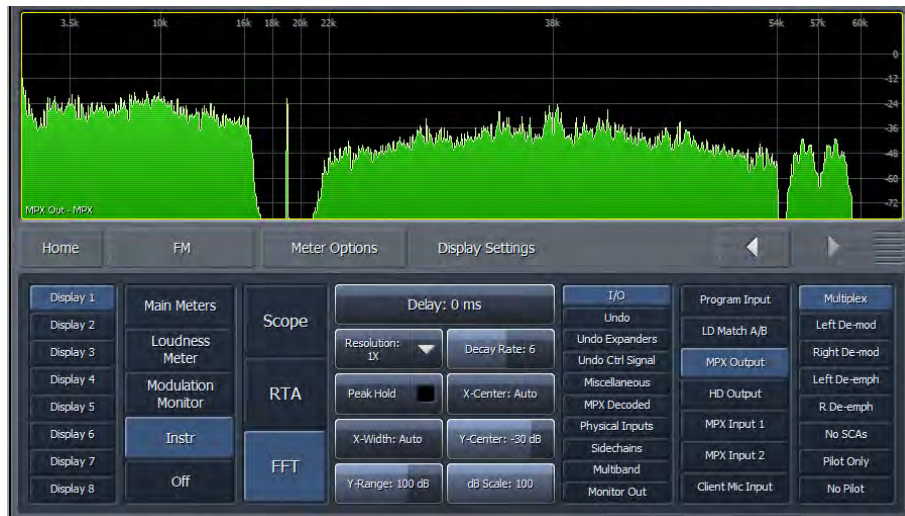 3.5k 10k 16k 18k 20k 22k 38k 54k 57k 60k
0
-12
-24
-36
-48
-60
-72
MPX Out - MPX
Home FM Meter Options Display Settings
Display 1
Display 2
Display 3
Display 4
Display 5
Display 6
Display 7
Display 8
Main Meters
Loudness
Meter
Modulation
Monitor
Instr
Off
Scope
RTA
FFT
Delay: 0 ms
Resolution:
1X
Decay Rate: 6
Peak Hold
X-Center: Auto
X-Width: Auto
Y-Center: -30 dB
Y-Range: 100 dB
dB Scale: 100
I/O
Undo
Undo Expanders
Undo Ctrl Signal
Miscellaneous
MPX Decoded
Physical Inputs
Sidechains
Multiband
Monitor Out
Program Input
LD Match A/B
MPX Output
HD Output
MPX Input 1
MPX Input 2
Client Mic Input
Multiplex
Left De-mod
Right De-mod
Left De-emph
R De-emph
No SCAs
Pilot Only
No Pilot